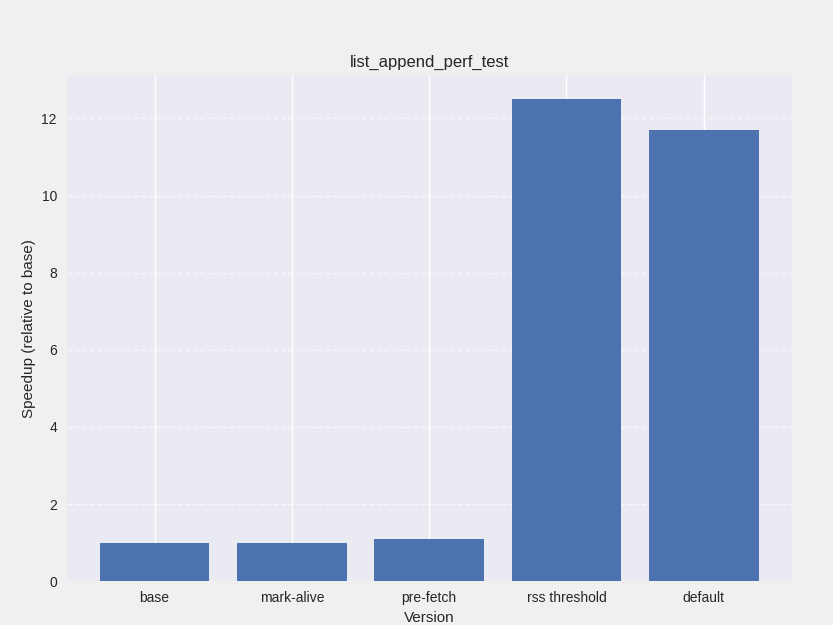 list_append_perf_test
Speedup (relative to base)
12
10
8
6
4
2
0
base mark-alive pre-fetch rss threshold default
Version